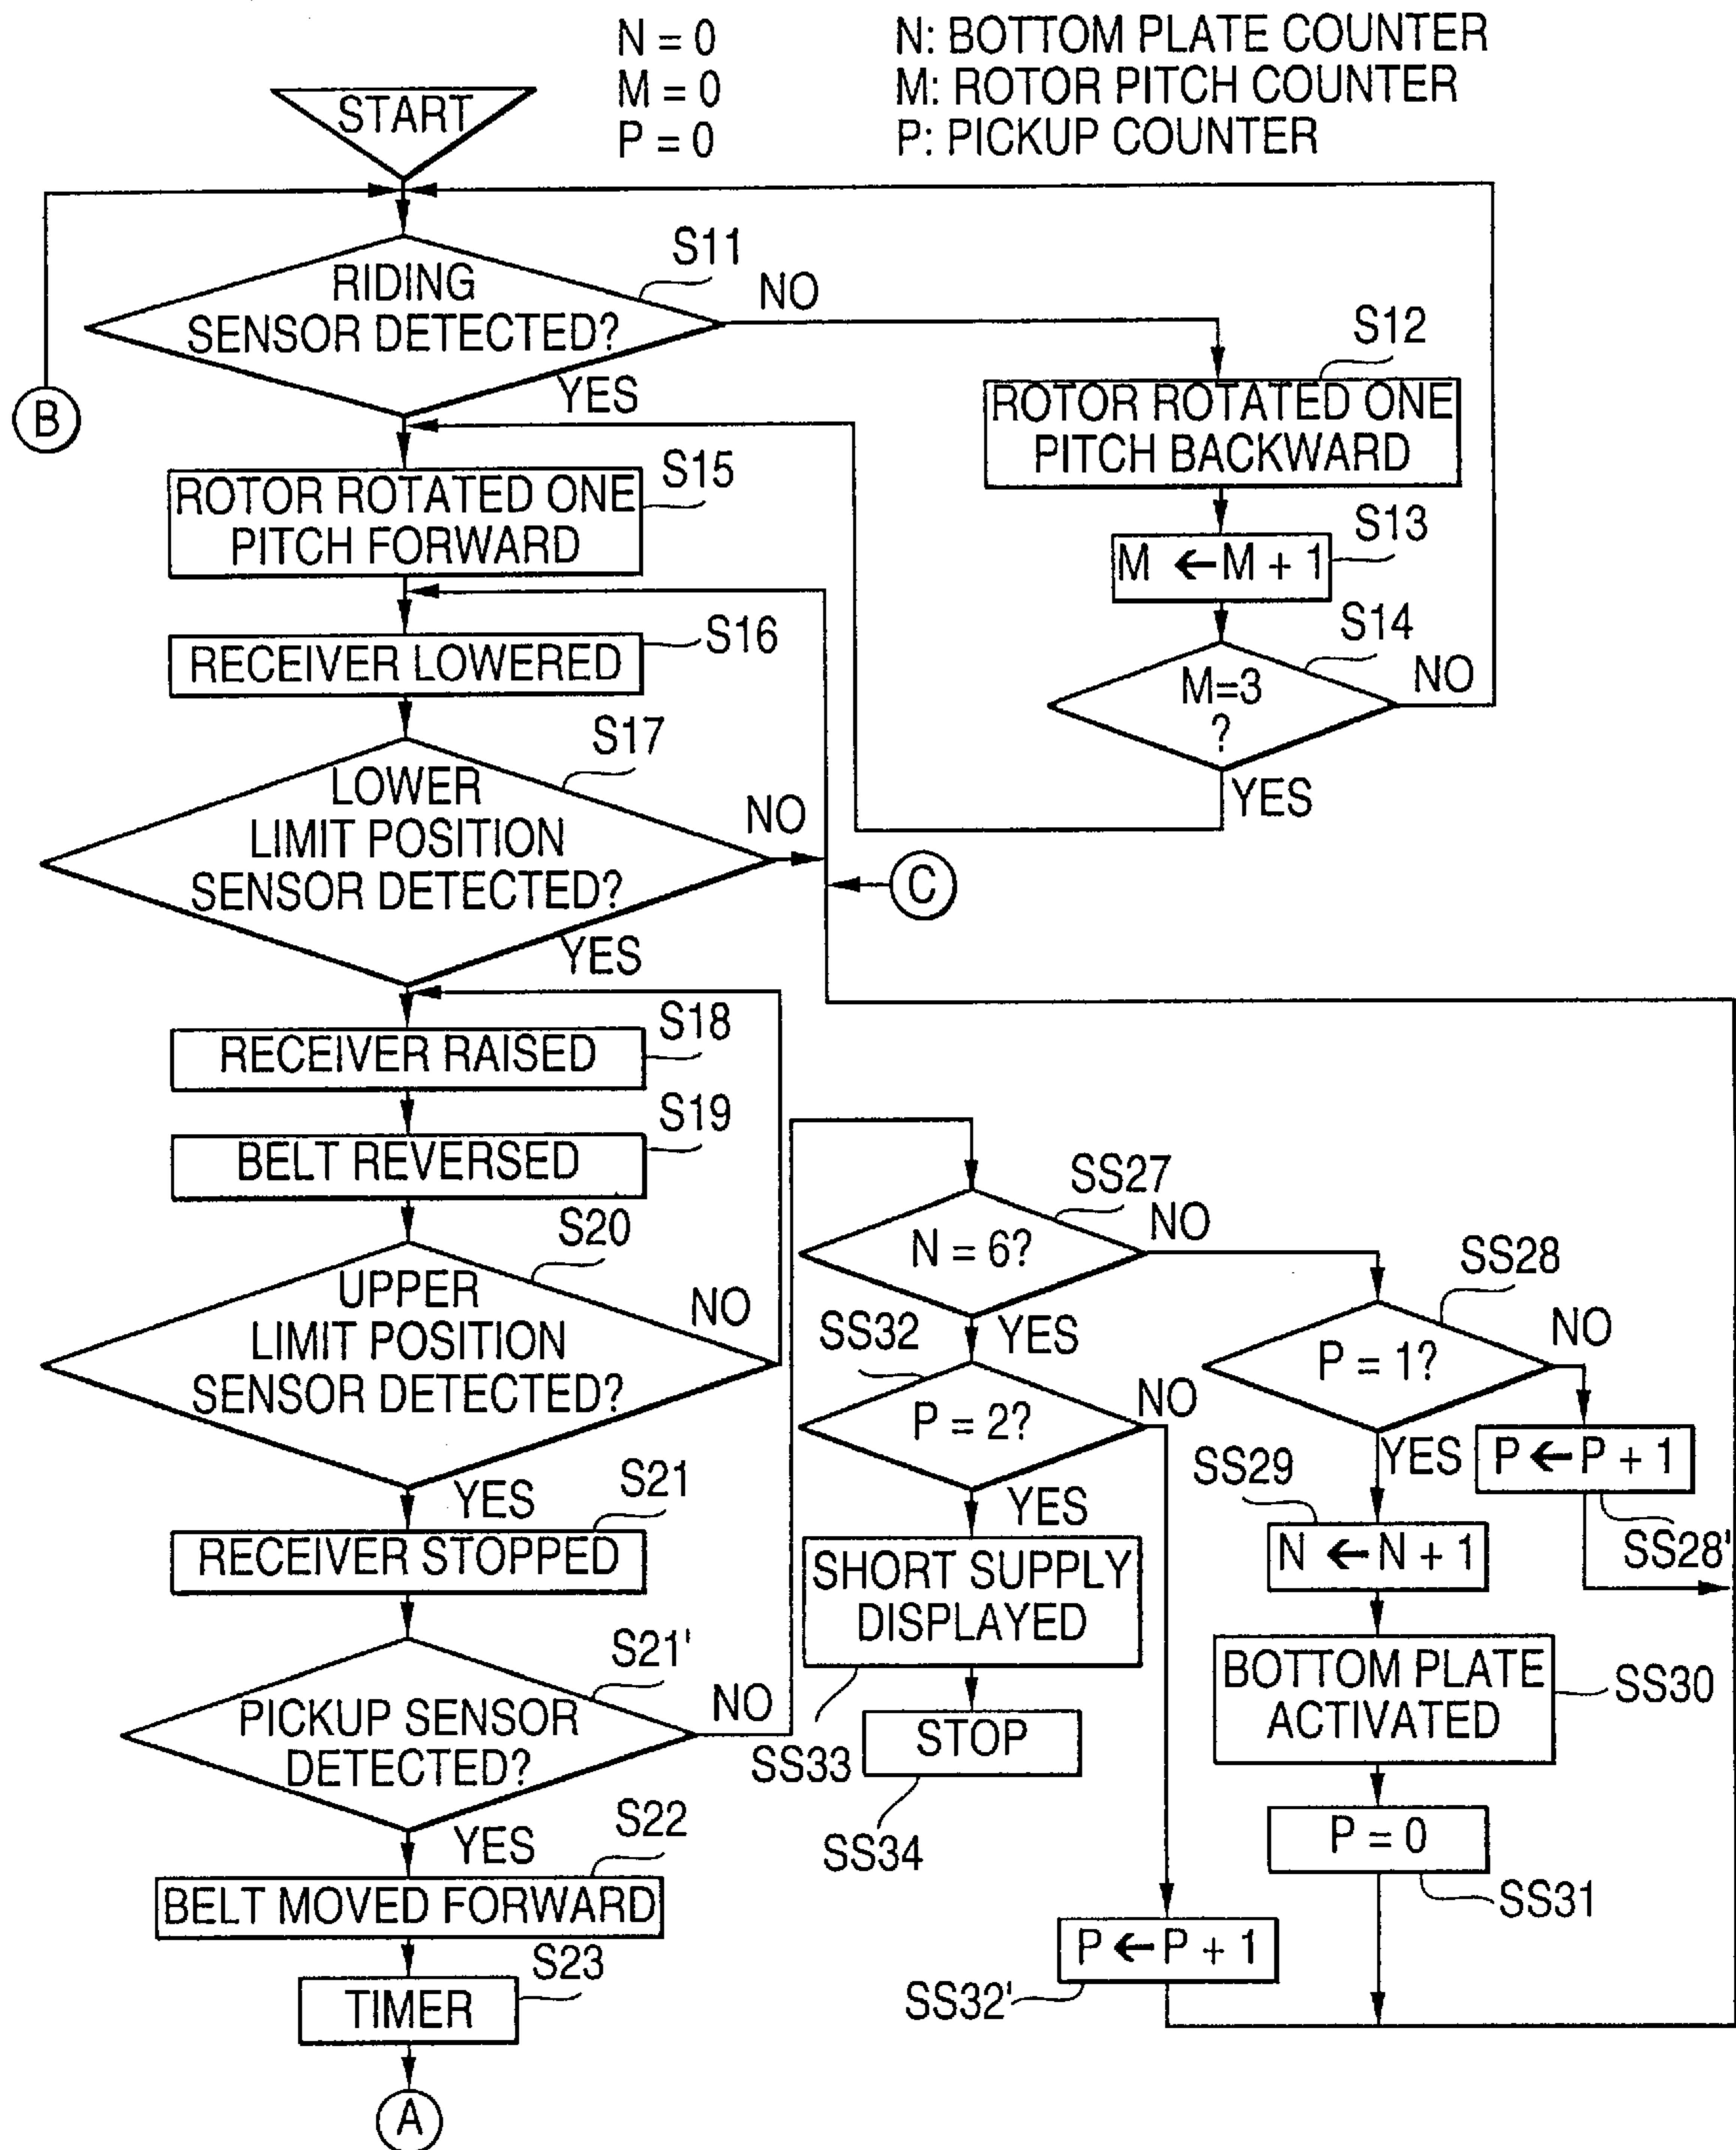 N = 0
M = 0
P = 0
N: BOTTOM PLATE COUNTER
M: ROTOR PITCH COUNTER
P: PICKUP COUNTER
START
RIDING
SENSOR DETECTED?
S11
NO
YES
B
S12
ROTOR ROTATED ONE
PITCH BACKWARD
S13
M ← M + 1
S14
M=3
?
NO
YES
S15
ROTOR ROTATED ONE
PITCH FORWARD
S16
RECEIVER LOWERED
S17
LOWER
LIMIT POSITION
SENSOR DETECTED?
NO
YES
C
S18
RECEIVER RAISED
S19
BELT REVERSED
S20
UPPER
LIMIT POSITION
SENSOR DETECTED?
NO
YES
S21
RECEIVER STOPPED
S21'
PICKUP SENSOR
DETECTED?
NO
YES
S22
BELT MOVED FORWARD
S23
TIMER
A
SS27
N = 6?
NO
YES
SS32
P = 2?
NO
YES
SHORT SUPPLY
DISPLAYED
SS33
STOP
SS34
P ← P + 1
SS32'
SS28
P = 1?
NO
YES
P ← P + 1
SS28'
SS29
N ← N + 1
BOTTOM PLATE
ACTIVATED
SS30
P = 0
SS31